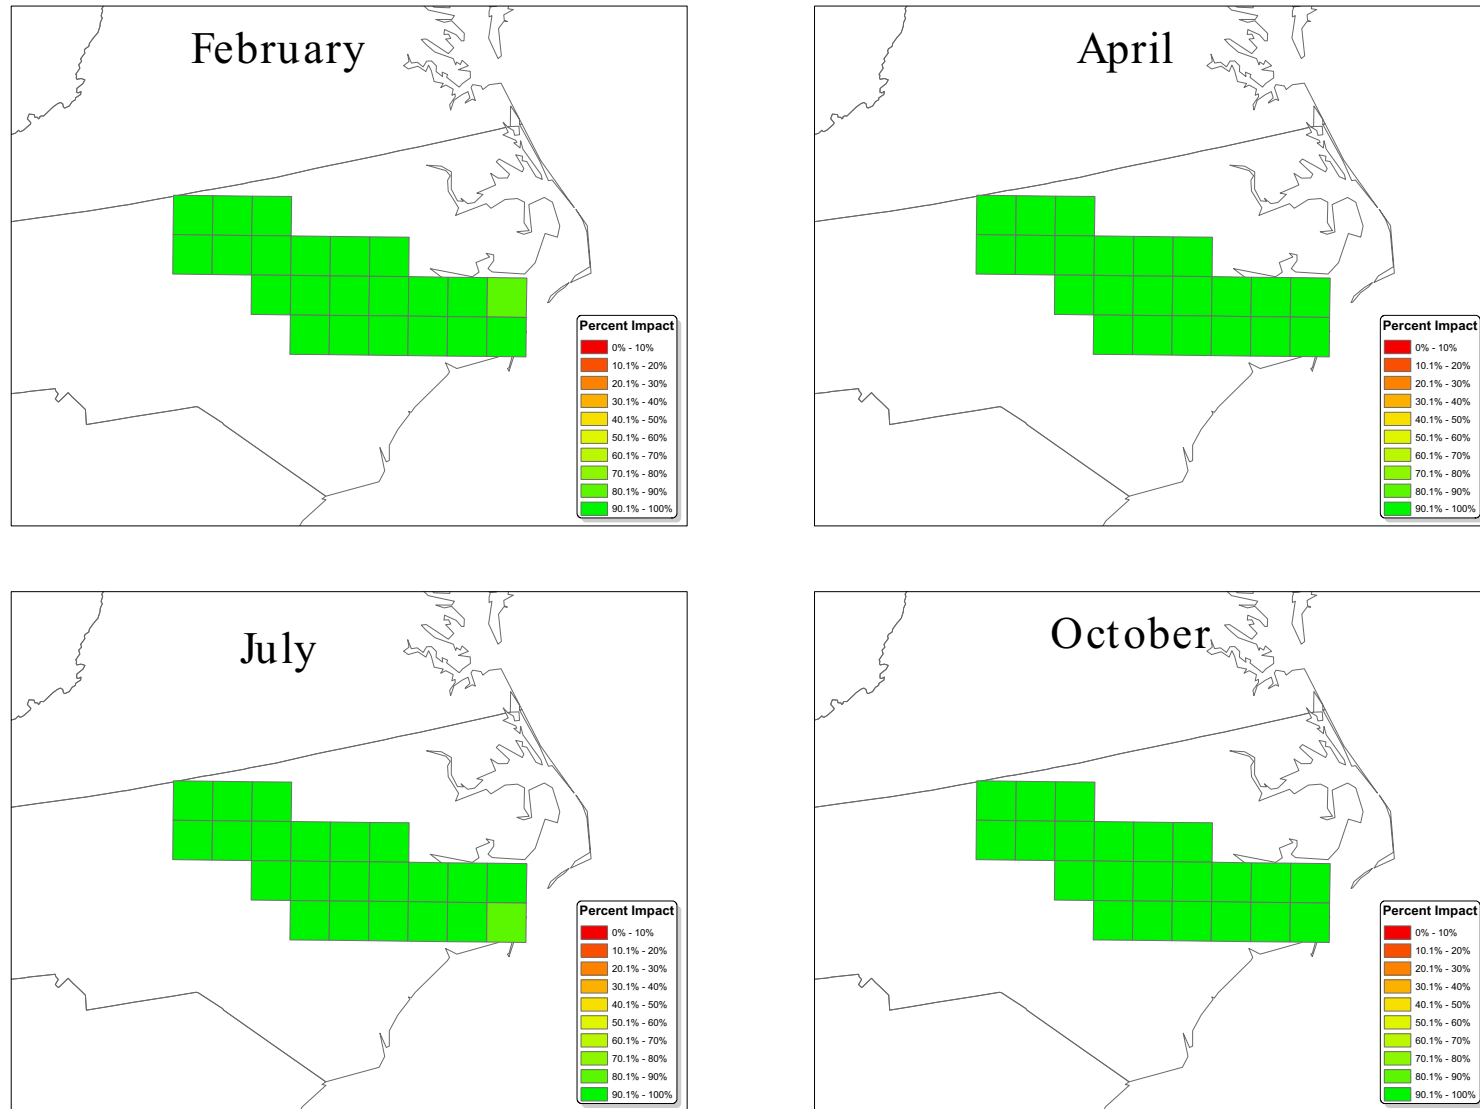 February
Percent Impact
0% - 10%
10.1% - 20%
20.1% - 30%
30.1% - 40%
40.1% - 50%
50.1% - 60%
60.1% - 70%
70.1% - 80%
80.1% - 90%
90.1% - 100%
April
Percent Impact
0% - 10%
10.1% - 20%
20.1% - 30%
30.1% - 40%
40.1% - 50%
50.1% - 60%
60.1% - 70%
70.1% - 80%
80.1% - 90%
90.1% - 100%
July
Percent Impact
0% - 10%
10.1% - 20%
20.1% - 30%
30.1% - 40%
40.1% - 50%
50.1% - 60%
60.1% - 70%
70.1% - 80%
80.1% - 90%
90.1% - 100%
October
Percent Impact
0% - 10%
10.1% - 20%
20.1% - 30%
30.1% - 40%
40.1% - 50%
50.1% - 60%
60.1% - 70%
70.1% - 80%
80.1% - 90%
90.1% - 100%